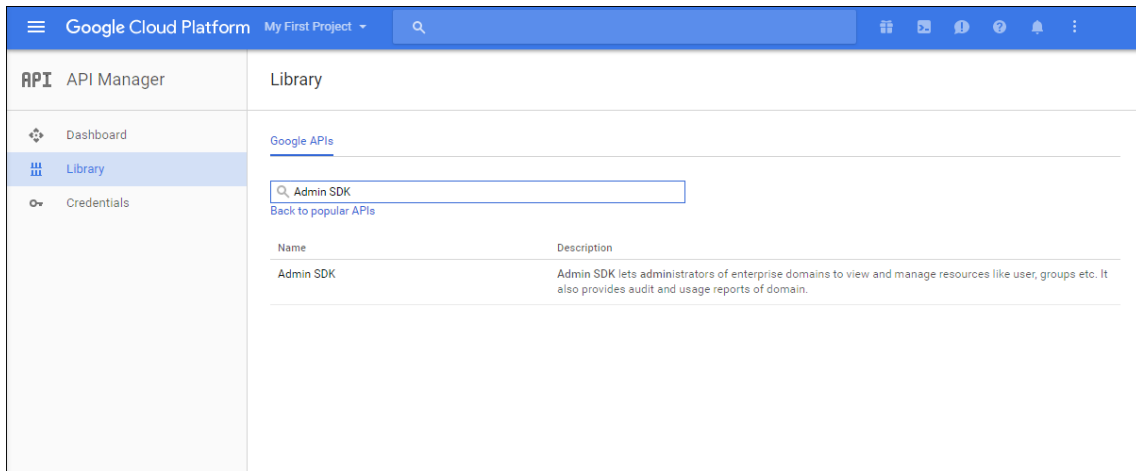 Google Cloud Platform My First Project
API API Manager
Library
Dashboard
Google APIs
Library
Admin SDK
Credentials
Back to popular APIs
Name Description
Admin SDK Admin SDK lets administrators of enterprise domains to view and manage resources like user, groups etc. It
also provides audit and usage reports of domain.